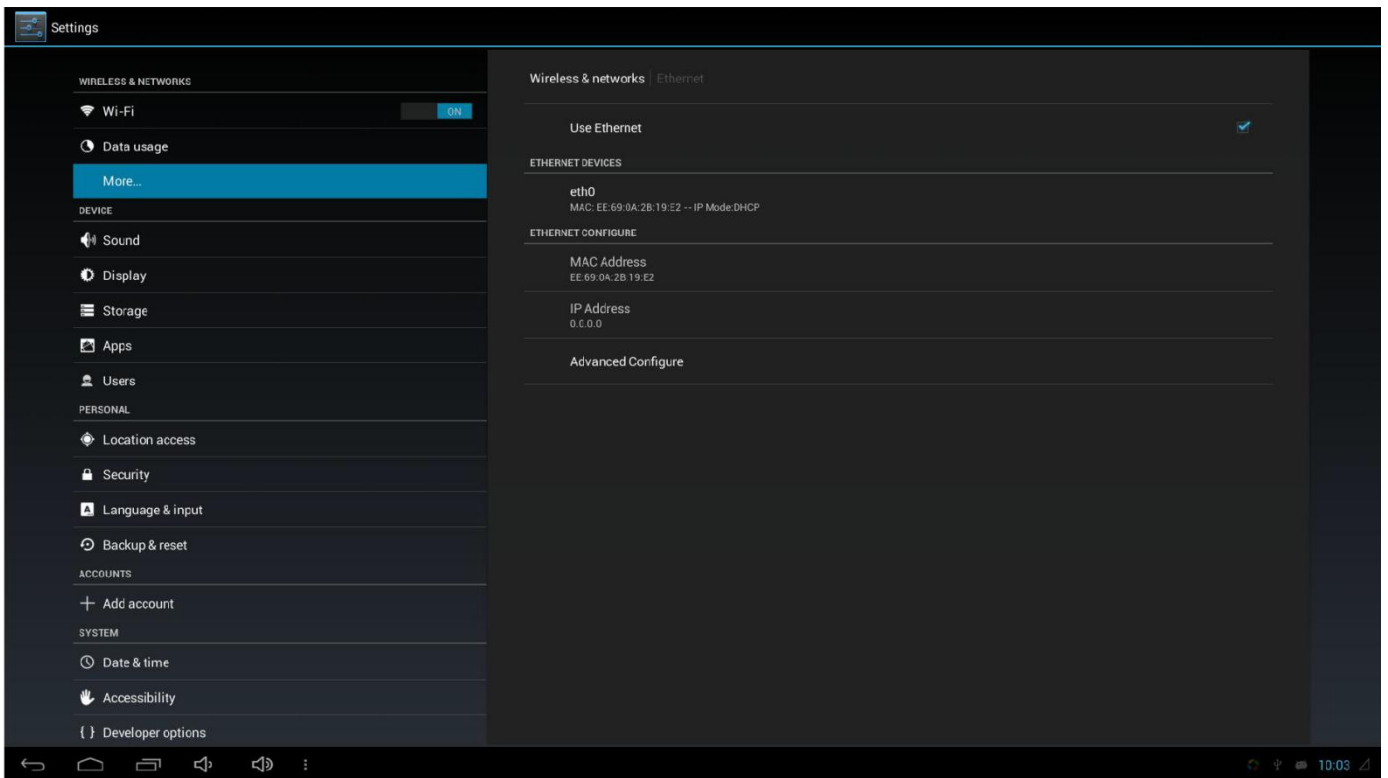 Settings
WIRELESS & NETWORKS
Wi-Fi
ON
Data usage
More...
DEVICE
Sound
Display
Storage
Apps
Users
PERSONAL
Location access
Security
Language & input
Backup & reset
ACCOUNTS
Add account
SYSTEM
Date & time
Accessibility
{ } Developer options
Wireless & networks | Ethernet
Use Ethernet
ETHERNET DEVICES
eth0
MAC: EE:69:0A:2B:19:E2 -- IP Mode:DHCP
ETHERNET CONFIGURE
MAC Address
EE:69:0A:2B:19:E2
IP Address
0.0.0.0
Advanced Configure
10:03